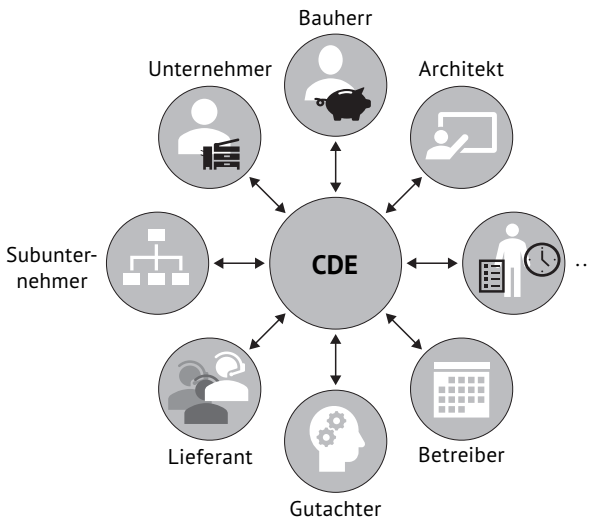 Bauherr
Unternehmer
Architekt
Subunter-
nehmer
CDE
..
Lieferant
Betreiber
Gutachter